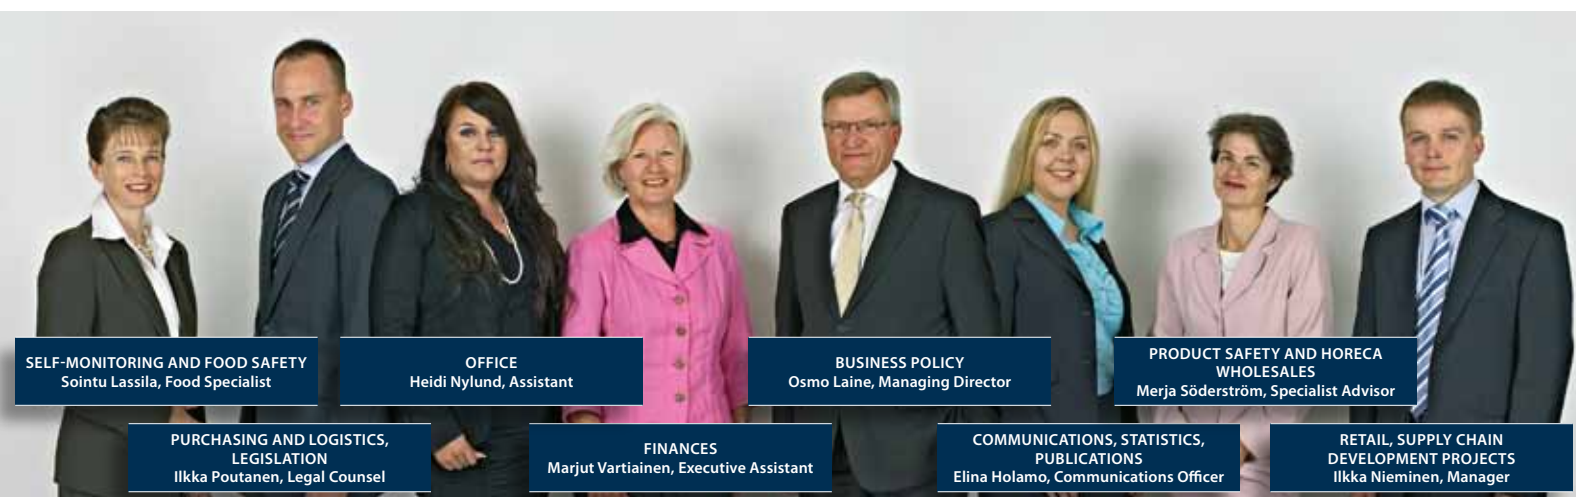 SELF-MONITORING AND FOOD SAFETY
Sointu Lassila, Food Specialist
PURCHASING AND LOGISTICS,
LEGISLATION
Ilkka Poutanen, Legal Counsel
OFFICE
Heidi Nylund, Assistant
FINANCES
Marjut Vartiainen, Executive Assistant
BUSINESS POLICY
Osmo Laine, Managing Director
COMMUNICATIONS, STATISTICS,
PUBLICATIONS
Elina Holamo, Communications Officer
PRODUCT SAFETY AND HORECA
WHOLESALES
Merja Söderström, Specialist Advisor
RETAIL, SUPPLY CHAIN
DEVELOPMENT PROJECTS
Ilkka Nieminen, Manager